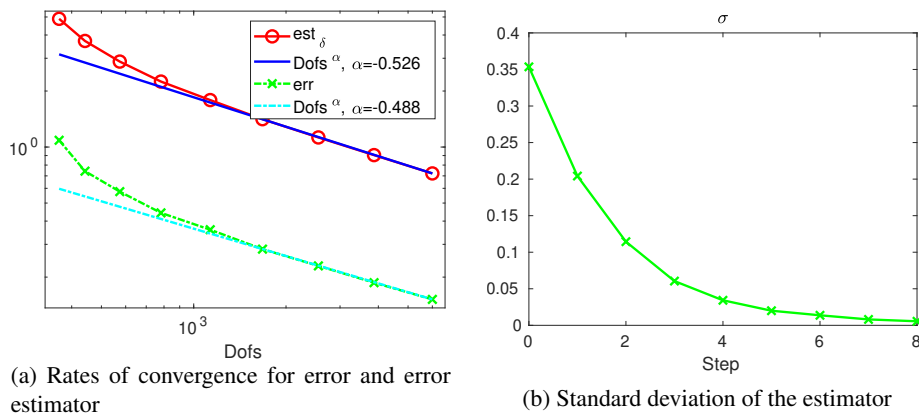 est δ
Dofs α, α=-0.526
err
Dofs α, α=-0.488
10^0
10^3
Dofs
(a) Rates of convergence for error and error
estimator
σ
0.4
0.35
0.3
0.25
0.2
0.15
0.1
0.05
0
0 2 4 6 8
Step
(b) Standard deviation of the estimator